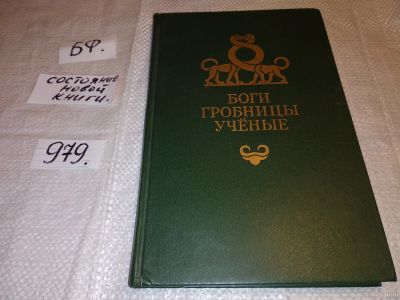 БФ.
состояние
новой
книги.
979.
БОГИ
ГРОБНИЦЫ
УЧЁНЫЕ